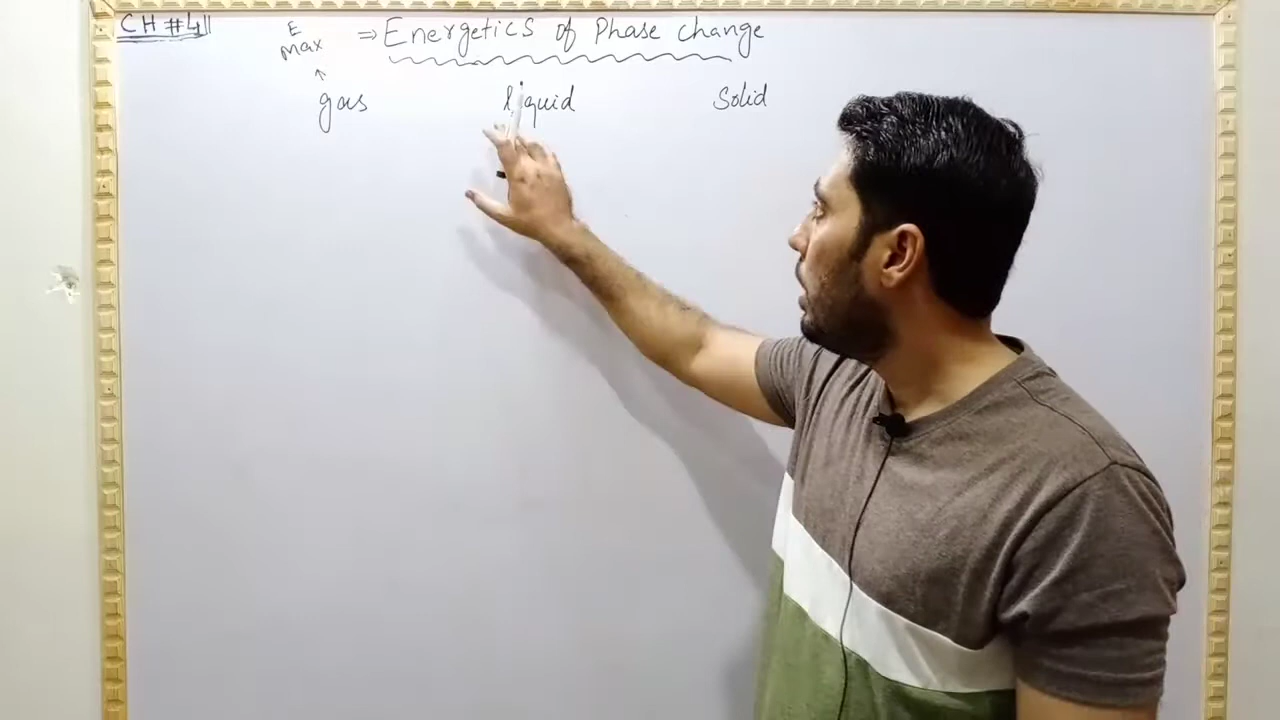 CH #4
E
max
⇒ Energetics of Phase change
gas liquid Solid